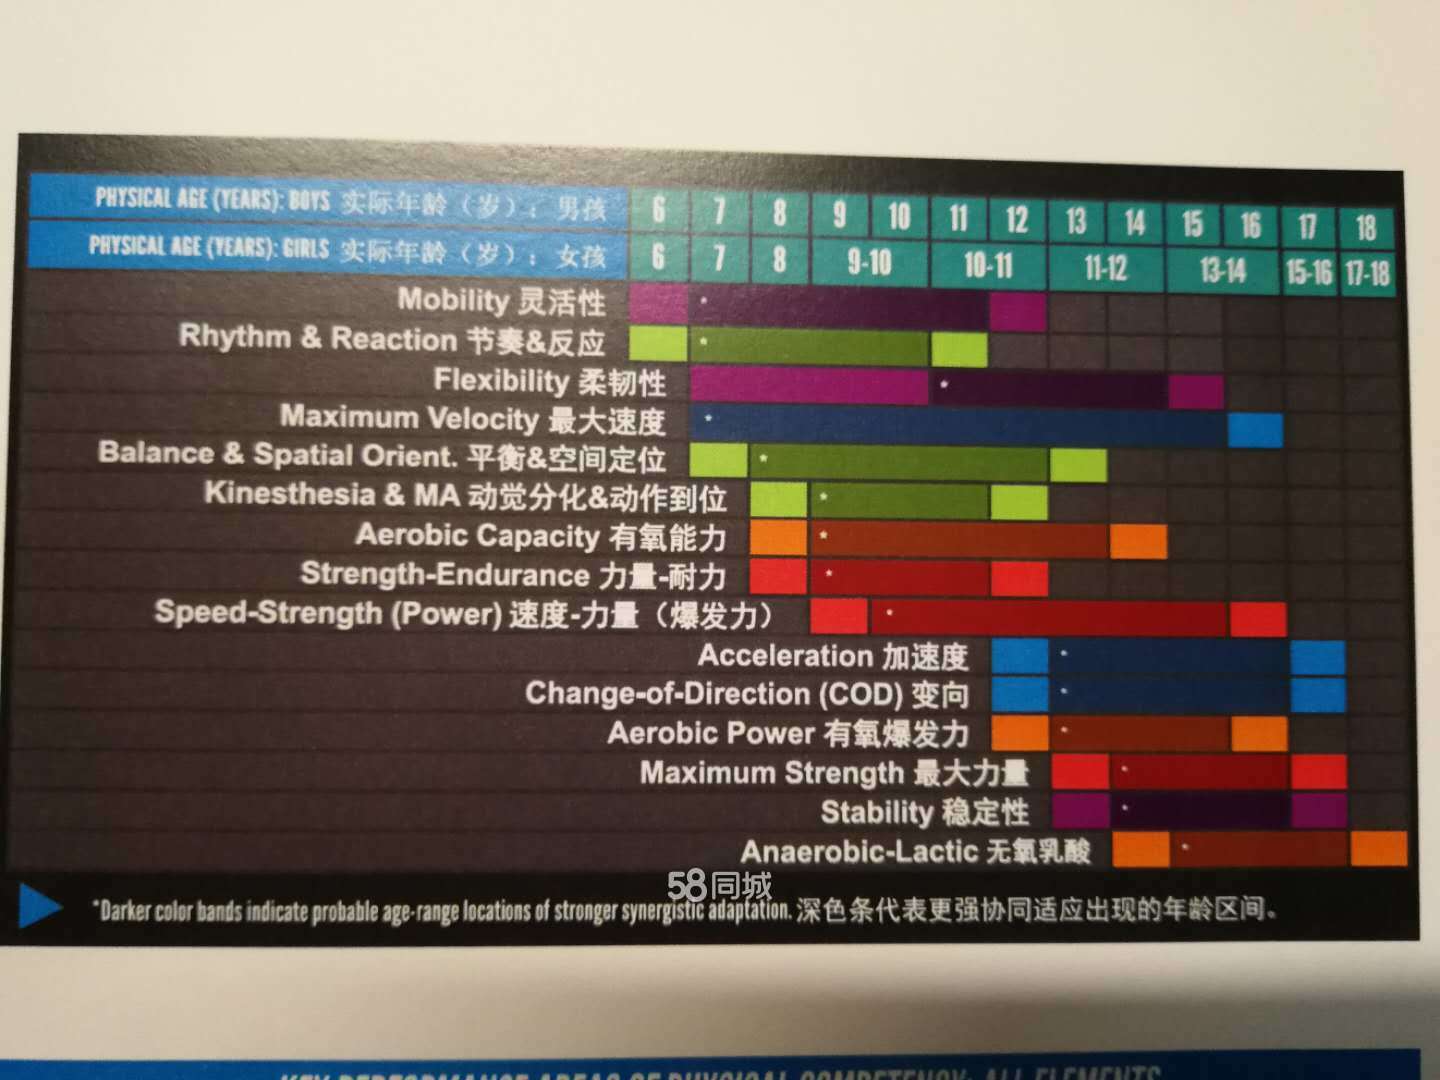 PHYSICAL AGE (YEARS): BOYS 实际年龄（岁）：男孩 6 7 8 9 10 11 12 13 14 15 16 17 18
PHYSICAL AGE (YEARS): GIRLS 实际年龄（岁）：女孩 6 7 8 9-10 10-11 11-12 13-14 15-16 17-18
Mobility 灵活性 *
Rhythm & Reaction 节奏&反应 *
Flexibility 柔韧性 *
Maximum Velocity 最大速度 *
Balance & Spatial Orient. 平衡&空间定位 *
Kinesthesia & MA 动觉分化&动作到位 *
Aerobic Capacity 有氧能力 *
Strength-Endurance 力量-耐力 *
Speed-Strength (Power) 速度-力量（爆发力） *
Acceleration 加速度 *
Change-of-Direction (COD) 变向 *
Aerobic Power 有氧爆发力 *
Maximum Strength 最大力量 *
Stability 稳定性 *
Anaerobic-Lactic 无氧乳酸 *
58同城
*Darker color bands indicate probable age-range locations of stronger synergistic adaptation. 深色条代表更强协同适应出现的年龄区间。
KEY PERFORMANCE AREAS OF PHYSICAL COMPETENCY: ALL ELEMENTS